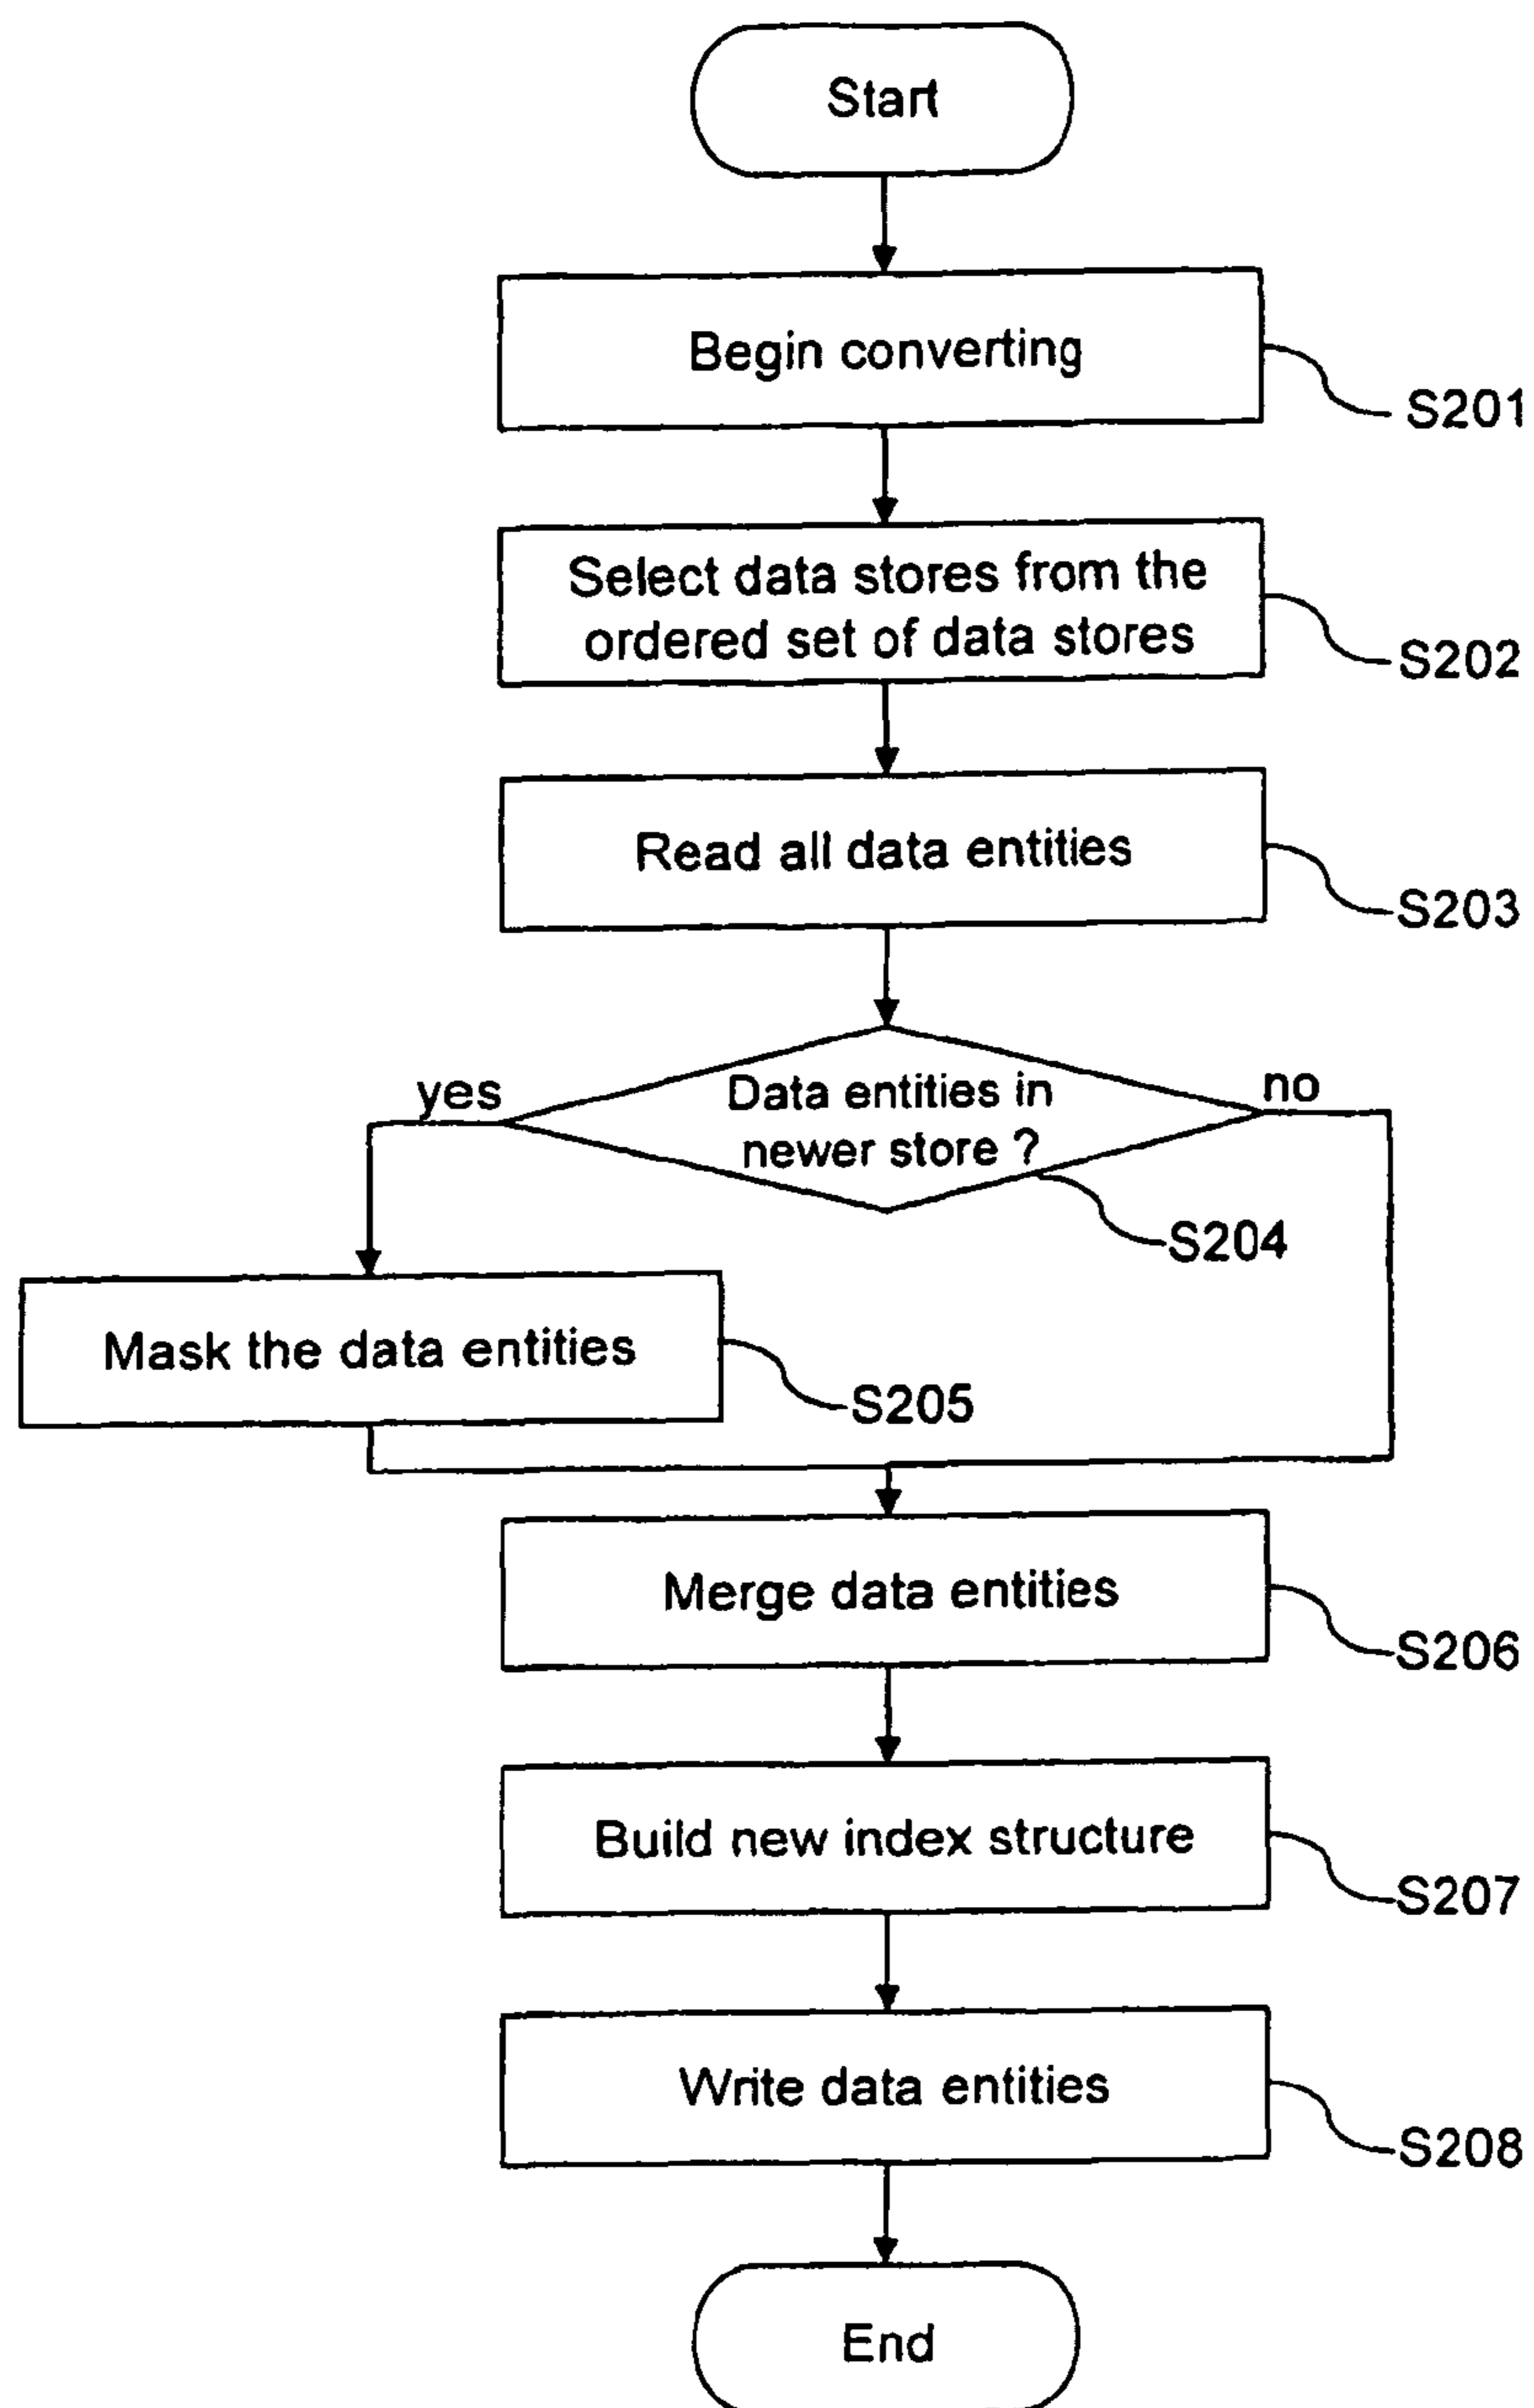 Start
Begin converting
S201
Select data stores from the
ordered set of data stores
S202
Read all data entities
S203
yes
Data entities in
newer store ?
no
S204
Mask the data entities
S205
Merge data entities
S206
Build new index structure
S207
Write data entities
S208
End